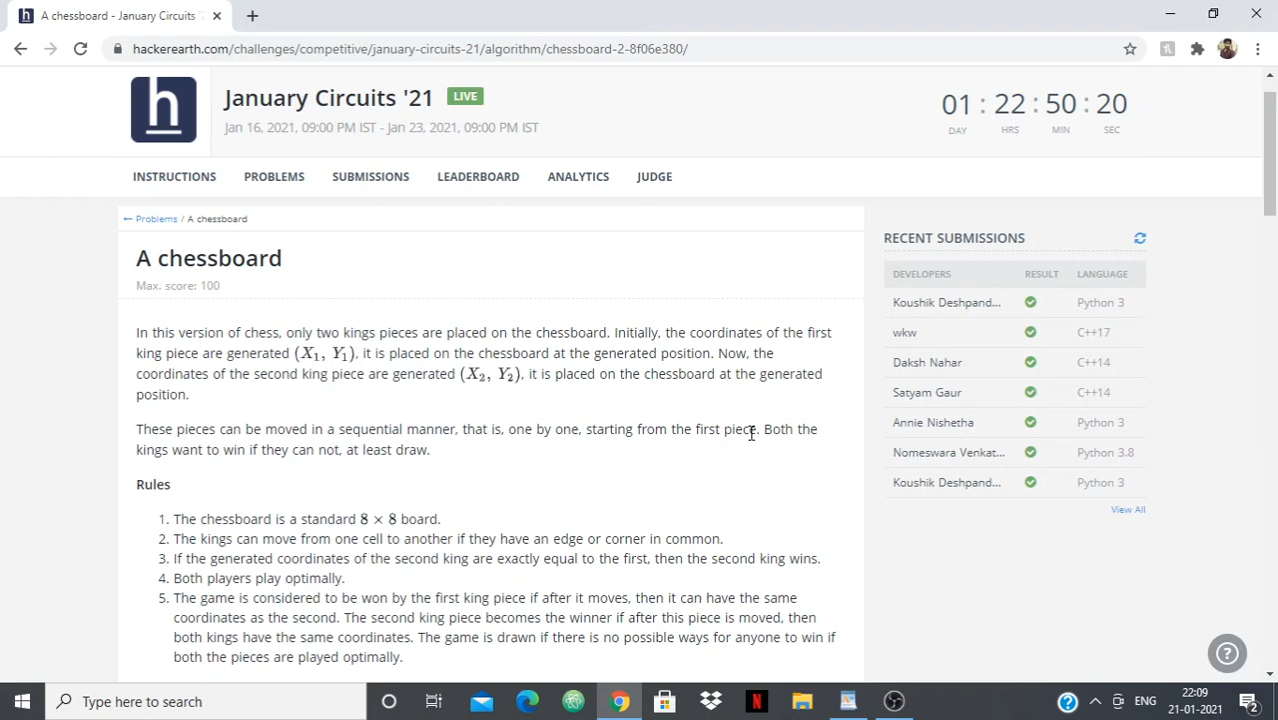 A chessboard - January Circuits '
hackerearth.com/challenges/competitive/january-circuits-21/algorithm/chessboard-2-8f06e380/
h
January Circuits '21 LIVE
Jan 16, 2021, 09:00 PM IST - Jan 23, 2021, 09:00 PM IST
01 : 22 : 50 : 20
DAY HRS MIN SEC
INSTRUCTIONS PROBLEMS SUBMISSIONS LEADERBOARD ANALYTICS JUDGE
← Problems / A chessboard
A chessboard
Max. score: 100
In this version of chess, only two kings pieces are placed on the chessboard. Initially, the coordinates of the first
king piece are generated (X₁, Y₁), it is placed on the chessboard at the generated position. Now, the
coordinates of the second king piece are generated (X₂, Y₂), it is placed on the chessboard at the generated
position.
These pieces can be moved in a sequential manner, that is, one by one, starting from the first piece. Both the
kings want to win if they can not, at least draw.
Rules
1. The chessboard is a standard 8 × 8 board.
2. The kings can move from one cell to another if they have an edge or corner in common.
3. If the generated coordinates of the second king are exactly equal to the first, then the second king wins.
4. Both players play optimally.
5. The game is considered to be won by the first king piece if after it moves, then it can have the same
coordinates as the second. The second king piece becomes the winner if after this piece is moved, then
both kings have the same coordinates. The game is drawn if there is no possible ways for anyone to win if
both the pieces are played optimally.
RECENT SUBMISSIONS
DEVELOPERS RESULT LANGUAGE
Koushik Deshpand... Python 3
wkw C++17
Daksh Nahar C++14
Satyam Gaur C++14
Annie Nishetha Python 3
Nomeswara Venkat... Python 3.8
Koushik Deshpand... Python 3
View All
?
Type here to search
N
ENG
22:09
21-01-2021
2